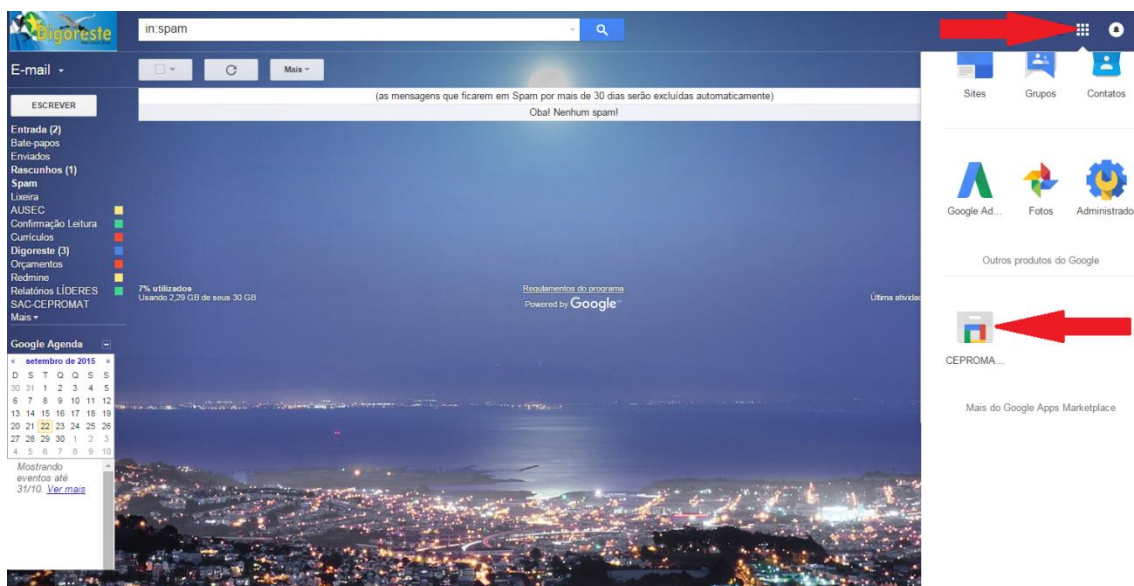 Digoreste
in:spam
E-mail
Mais
ESCREVER
(as mensagens que ficarem em Spam por mais de 30 dias serão excluídas automaticamente)
Oba! Nenhum spam!
Entrada (2)
Bate-papos
Enviados
Rascunhos (1)
Spam
Lixeira
AUSEC
Confirmação Leitura
Currículos
Digoreste (3)
Orçamentos
Redmine
Relatórios LÍDERES
SAC-CEPROMAT
Mais
7% utilizados
Usando 2,29 GB de seus 30 GB
Regulamentos do programa
Powered by Google™
Última ativida
Google Agenda
« setembro de 2015 »
D S T Q Q S S
30 31 1 2 3 4 5
6 7 8 9 10 11 12
13 14 15 16 17 18 19
20 21 22 23 24 25 26
27 28 29 30 1 2 3
4 5 6 7 8 9 10
Mostrando
eventos até
31/10. Ver mais
Sites Grupos Contatos
Google Ad... Fotos Administrado
Outros produtos do Google
CEPROMA...
Mais do Google Apps Marketplace